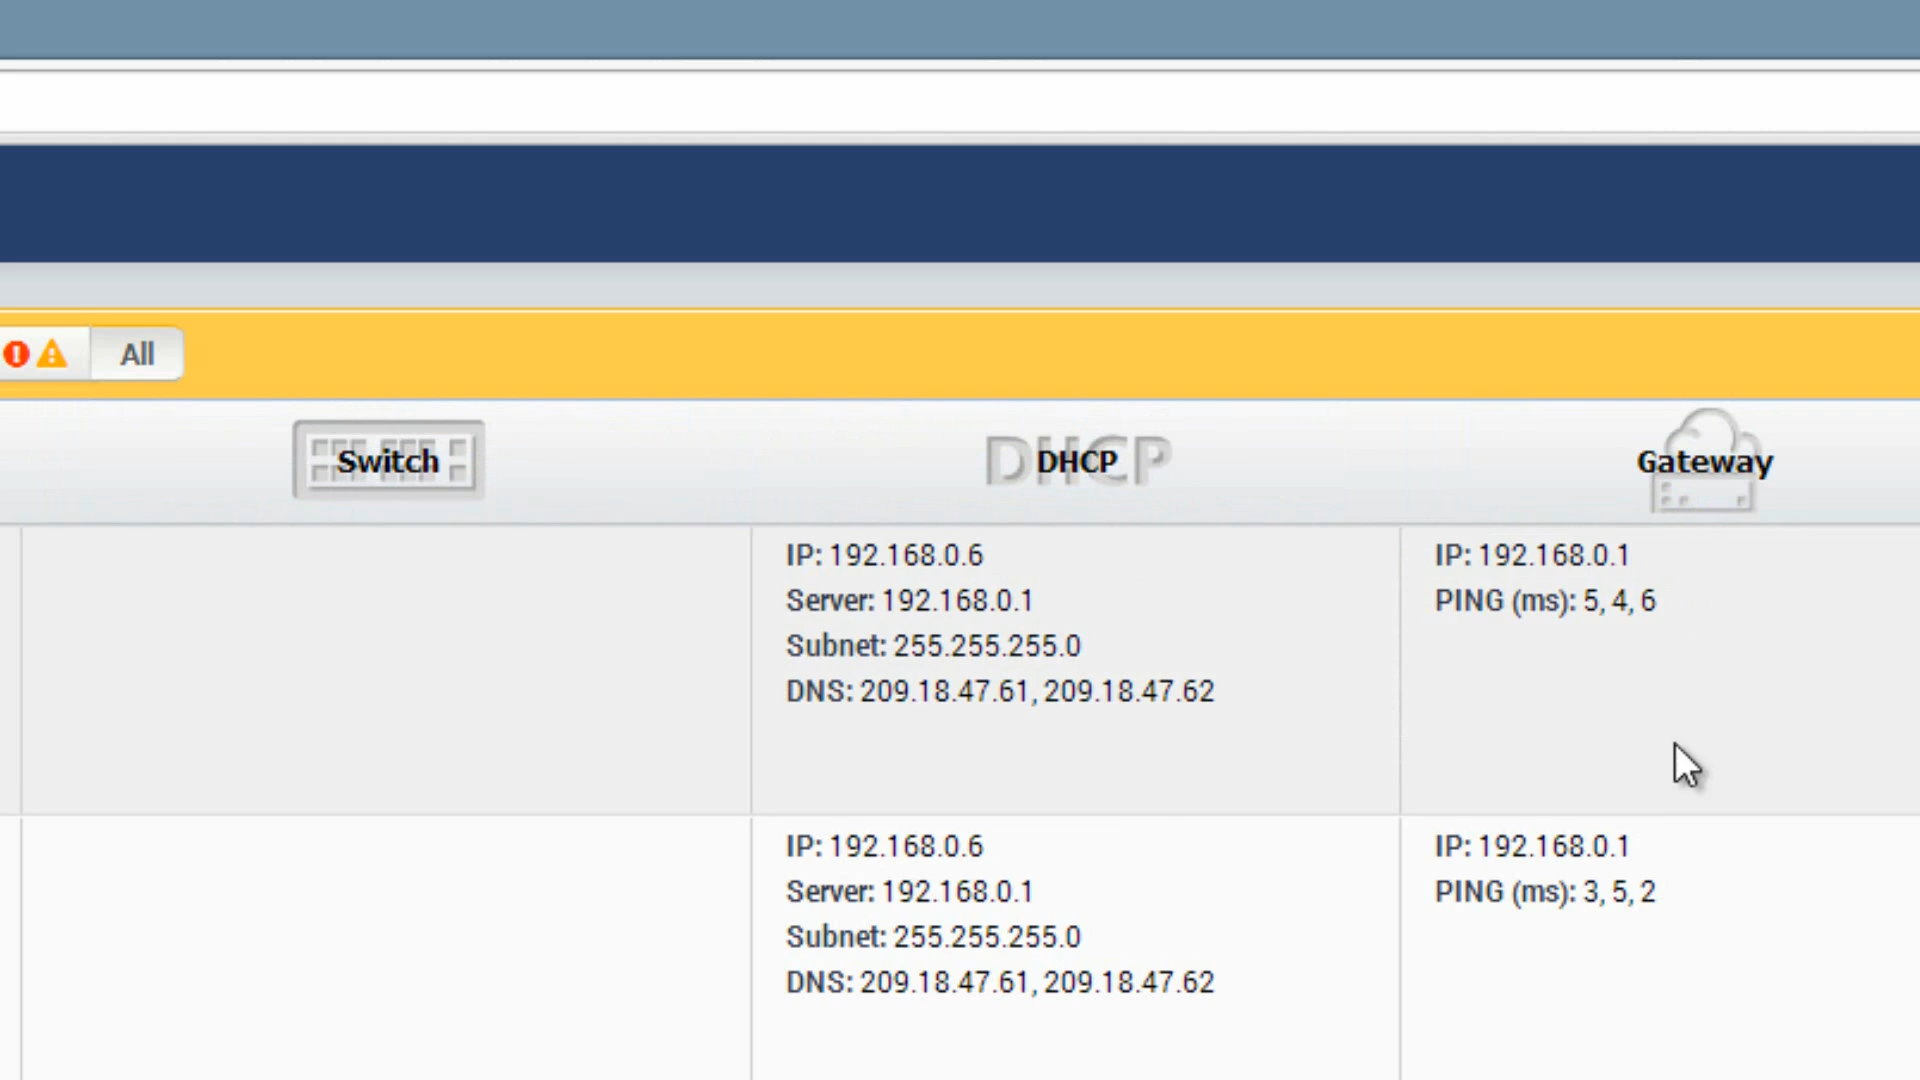 All
Switch
DHCP
Gateway
IP: 192.168.0.6
Server: 192.168.0.1
Subnet: 255.255.255.0
DNS: 209.18.47.61, 209.18.47.62
IP: 192.168.0.1
PING (ms): 5, 4, 6
IP: 192.168.0.6
Server: 192.168.0.1
Subnet: 255.255.255.0
DNS: 209.18.47.61, 209.18.47.62
IP: 192.168.0.1
PING (ms): 3, 5, 2